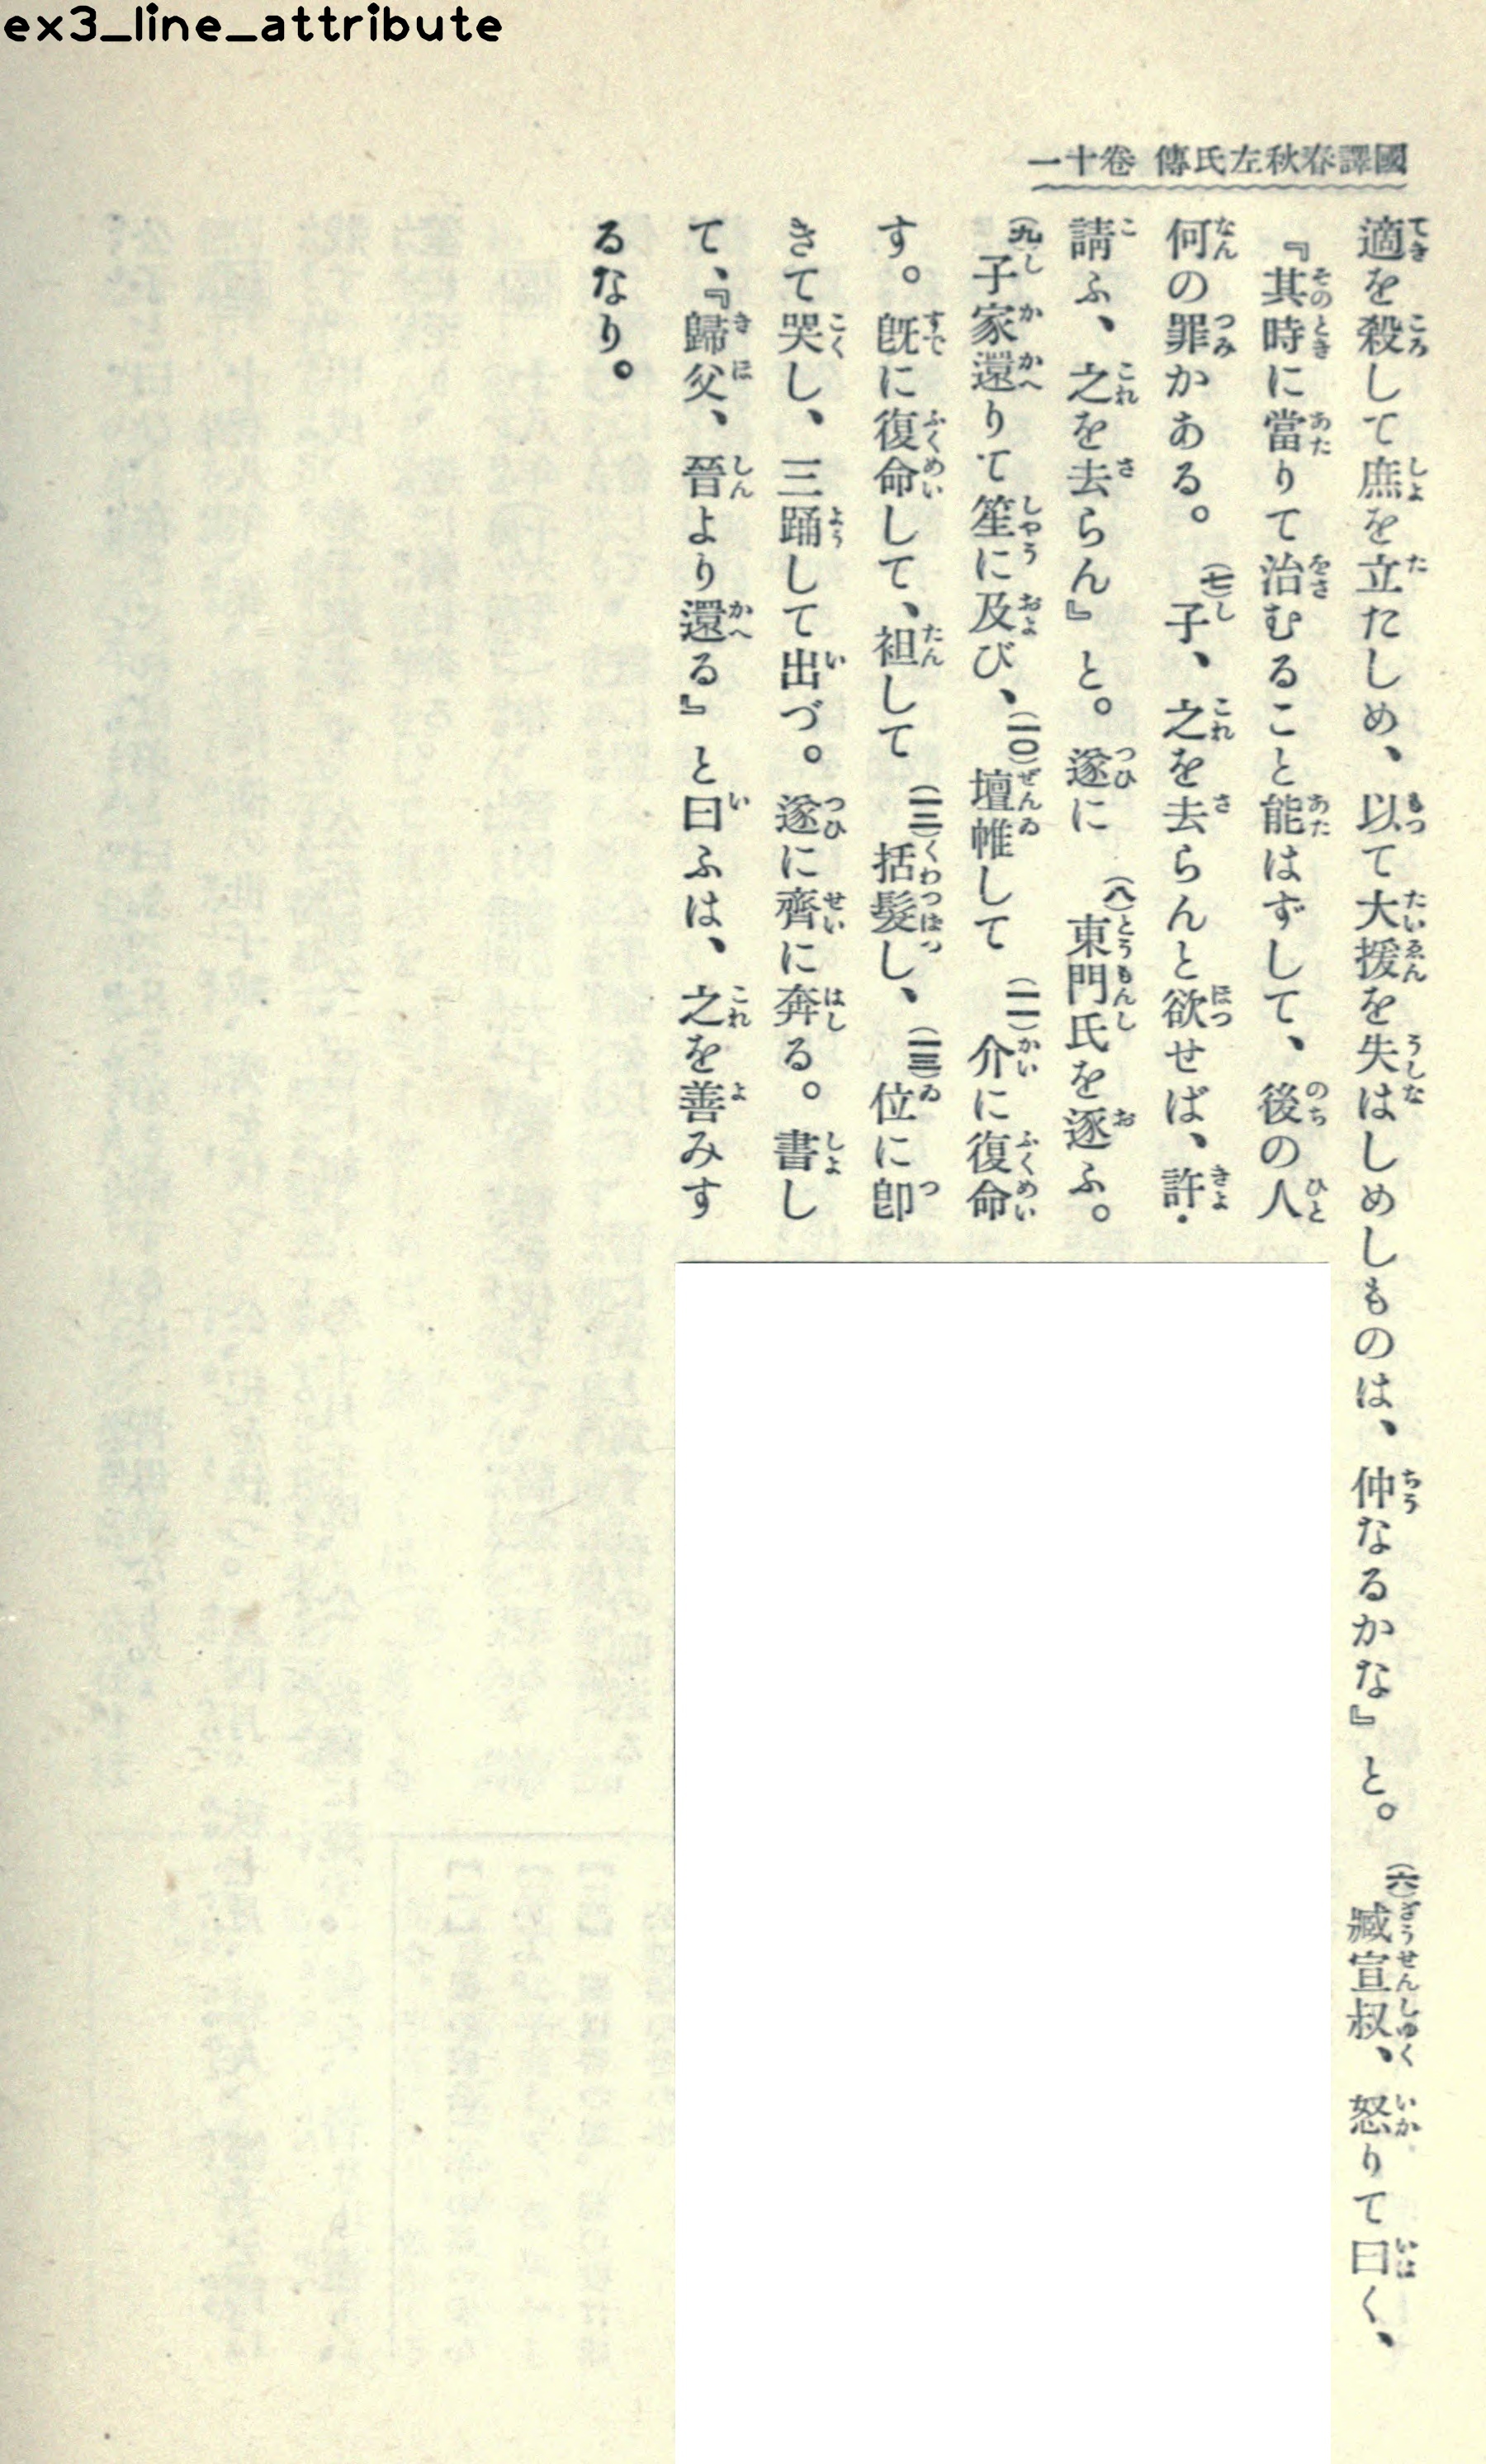 ex3_line_attribute
國譯春秋左氏傳 卷十一
適を殺して庶を立たしめ、以て大援を失はしめしものは、仲なるかな』と。(六)臧宣叔、怒りて曰く、
『其時に當りて治むること能はずして、後の人
何の罪かある。(七)子、之を去らんと欲せば、許・
請ふ、之を去らん』と。遂に(八)東門氏を逐ふ。
(九)子家還りて笙に及び、(一〇)壇帷して(一一)介に復命
す。既に復命して、袒して(一二)括髮し、(一三)位に卽
きて哭し、三踊して出づ。遂に齊に奔る。書し
て、『歸父、晉より還る』と曰ふは、之を善みす
るなり。